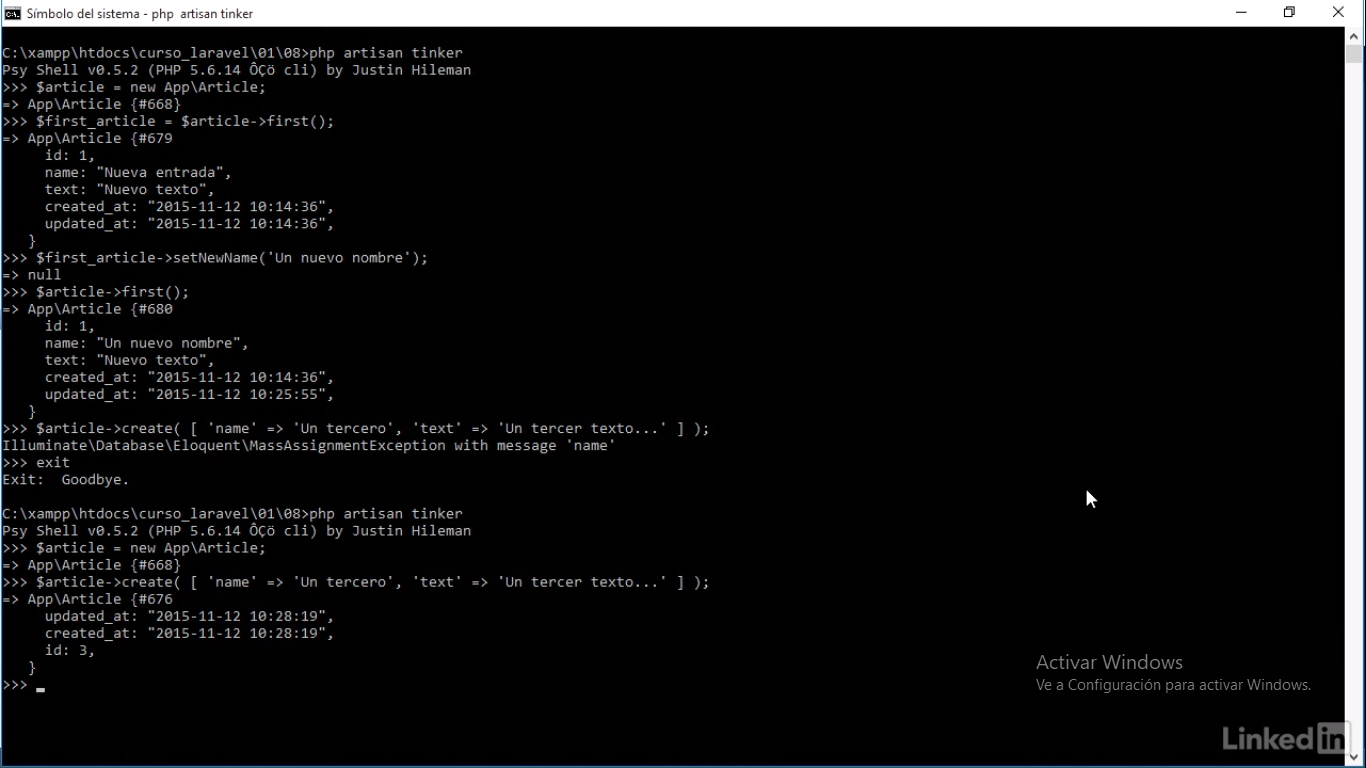 Símbolo del sistema - php  artisan tinker
C:\xampp\htdocs\curso_laravel\01\08>php artisan tinker
Psy Shell v0.5.2 (PHP 5.6.14 ÔÇö cli) by Justin Hileman
>>> $article = new App\Article;
=> App\Article {#668}
>>> $first_article = $article->first();
=> App\Article {#679
     id: 1,
     name: "Nueva entrada",
     text: "Nuevo texto",
     created_at: "2015-11-12 10:14:36",
     updated_at: "2015-11-12 10:14:36",
   }
>>> $first_article->setNewName('Un nuevo nombre');
=> null
>>> $article->first();
=> App\Article {#680
     id: 1,
     name: "Un nuevo nombre",
     text: "Nuevo texto",
     created_at: "2015-11-12 10:14:36",
     updated_at: "2015-11-12 10:25:55",
   }
>>> $article->create( [ 'name' => 'Un tercero', 'text' => 'Un tercer texto...' ] );
Illuminate\Database\Eloquent\MassAssignmentException with message 'name'
>>> exit
Exit:  Goodbye.
C:\xampp\htdocs\curso_laravel\01\08>php artisan tinker
Psy Shell v0.5.2 (PHP 5.6.14 ÔÇö cli) by Justin Hileman
>>> $article = new App\Article;
=> App\Article {#668}
>>> $article->create( [ 'name' => 'Un tercero', 'text' => 'Un tercer texto...' ] );
=> App\Article {#676
     updated_at: "2015-11-12 10:28:19",
     created_at: "2015-11-12 10:28:19",
     id: 3,
   }
>>> _
Activar Windows
Ve a Configuración para activar Windows.
Linked in